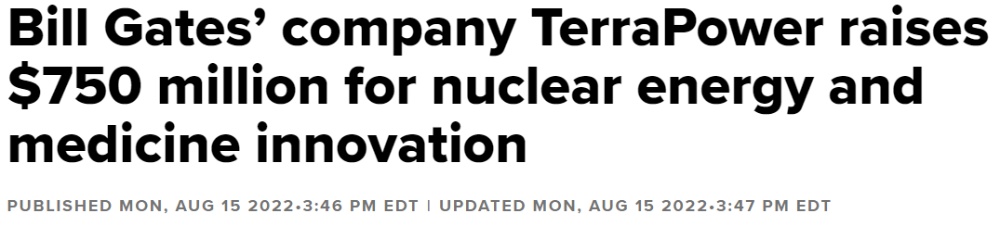 Bill Gates’ company TerraPower raises
$750 million for nuclear energy and
medicine innovation
PUBLISHED MON, AUG 15 2022•3:46 PM EDT | UPDATED MON, AUG 15 2022•3:47 PM EDT